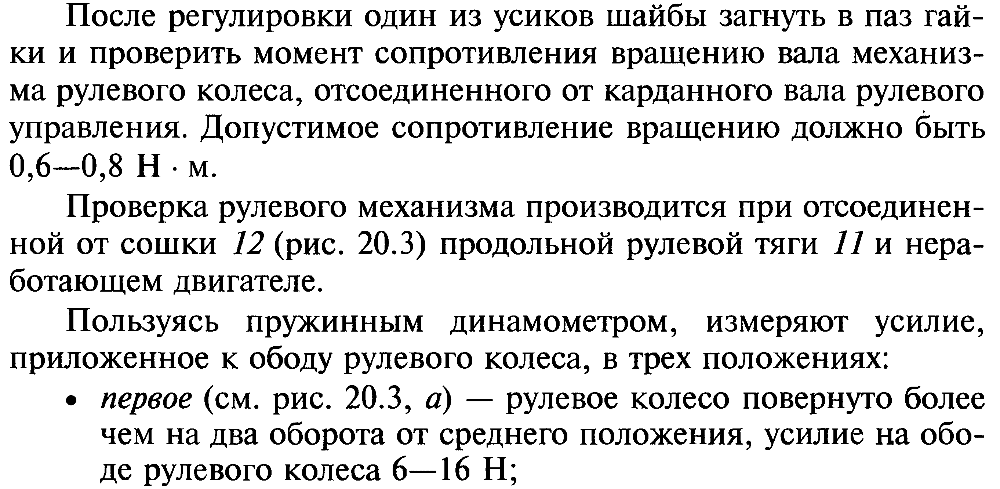 После регулировки один из усиков шайбы загнуть в паз гай-
ки и проверить момент сопротивления вращению вала механиз-
ма рулевого колеса, отсоединенного от карданного вала рулевого
управления. Допустимое сопротивление вращению должно быть
0,6—0,8 Н · м.
Проверка рулевого механизма производится при отсоединен-
ной от сошки 12 (рис. 20.3) продольной рулевой тяги 11 и нера-
ботающем двигателе.
Пользуясь пружинным динамометром, измеряют усилие,
приложенное к ободу рулевого колеса, в трех положениях:
• первое (см. рис. 20.3, а) — рулевое колесо повернуто более
чем на два оборота от среднего положения, усилие на обо-
де рулевого колеса 6—16 Н;